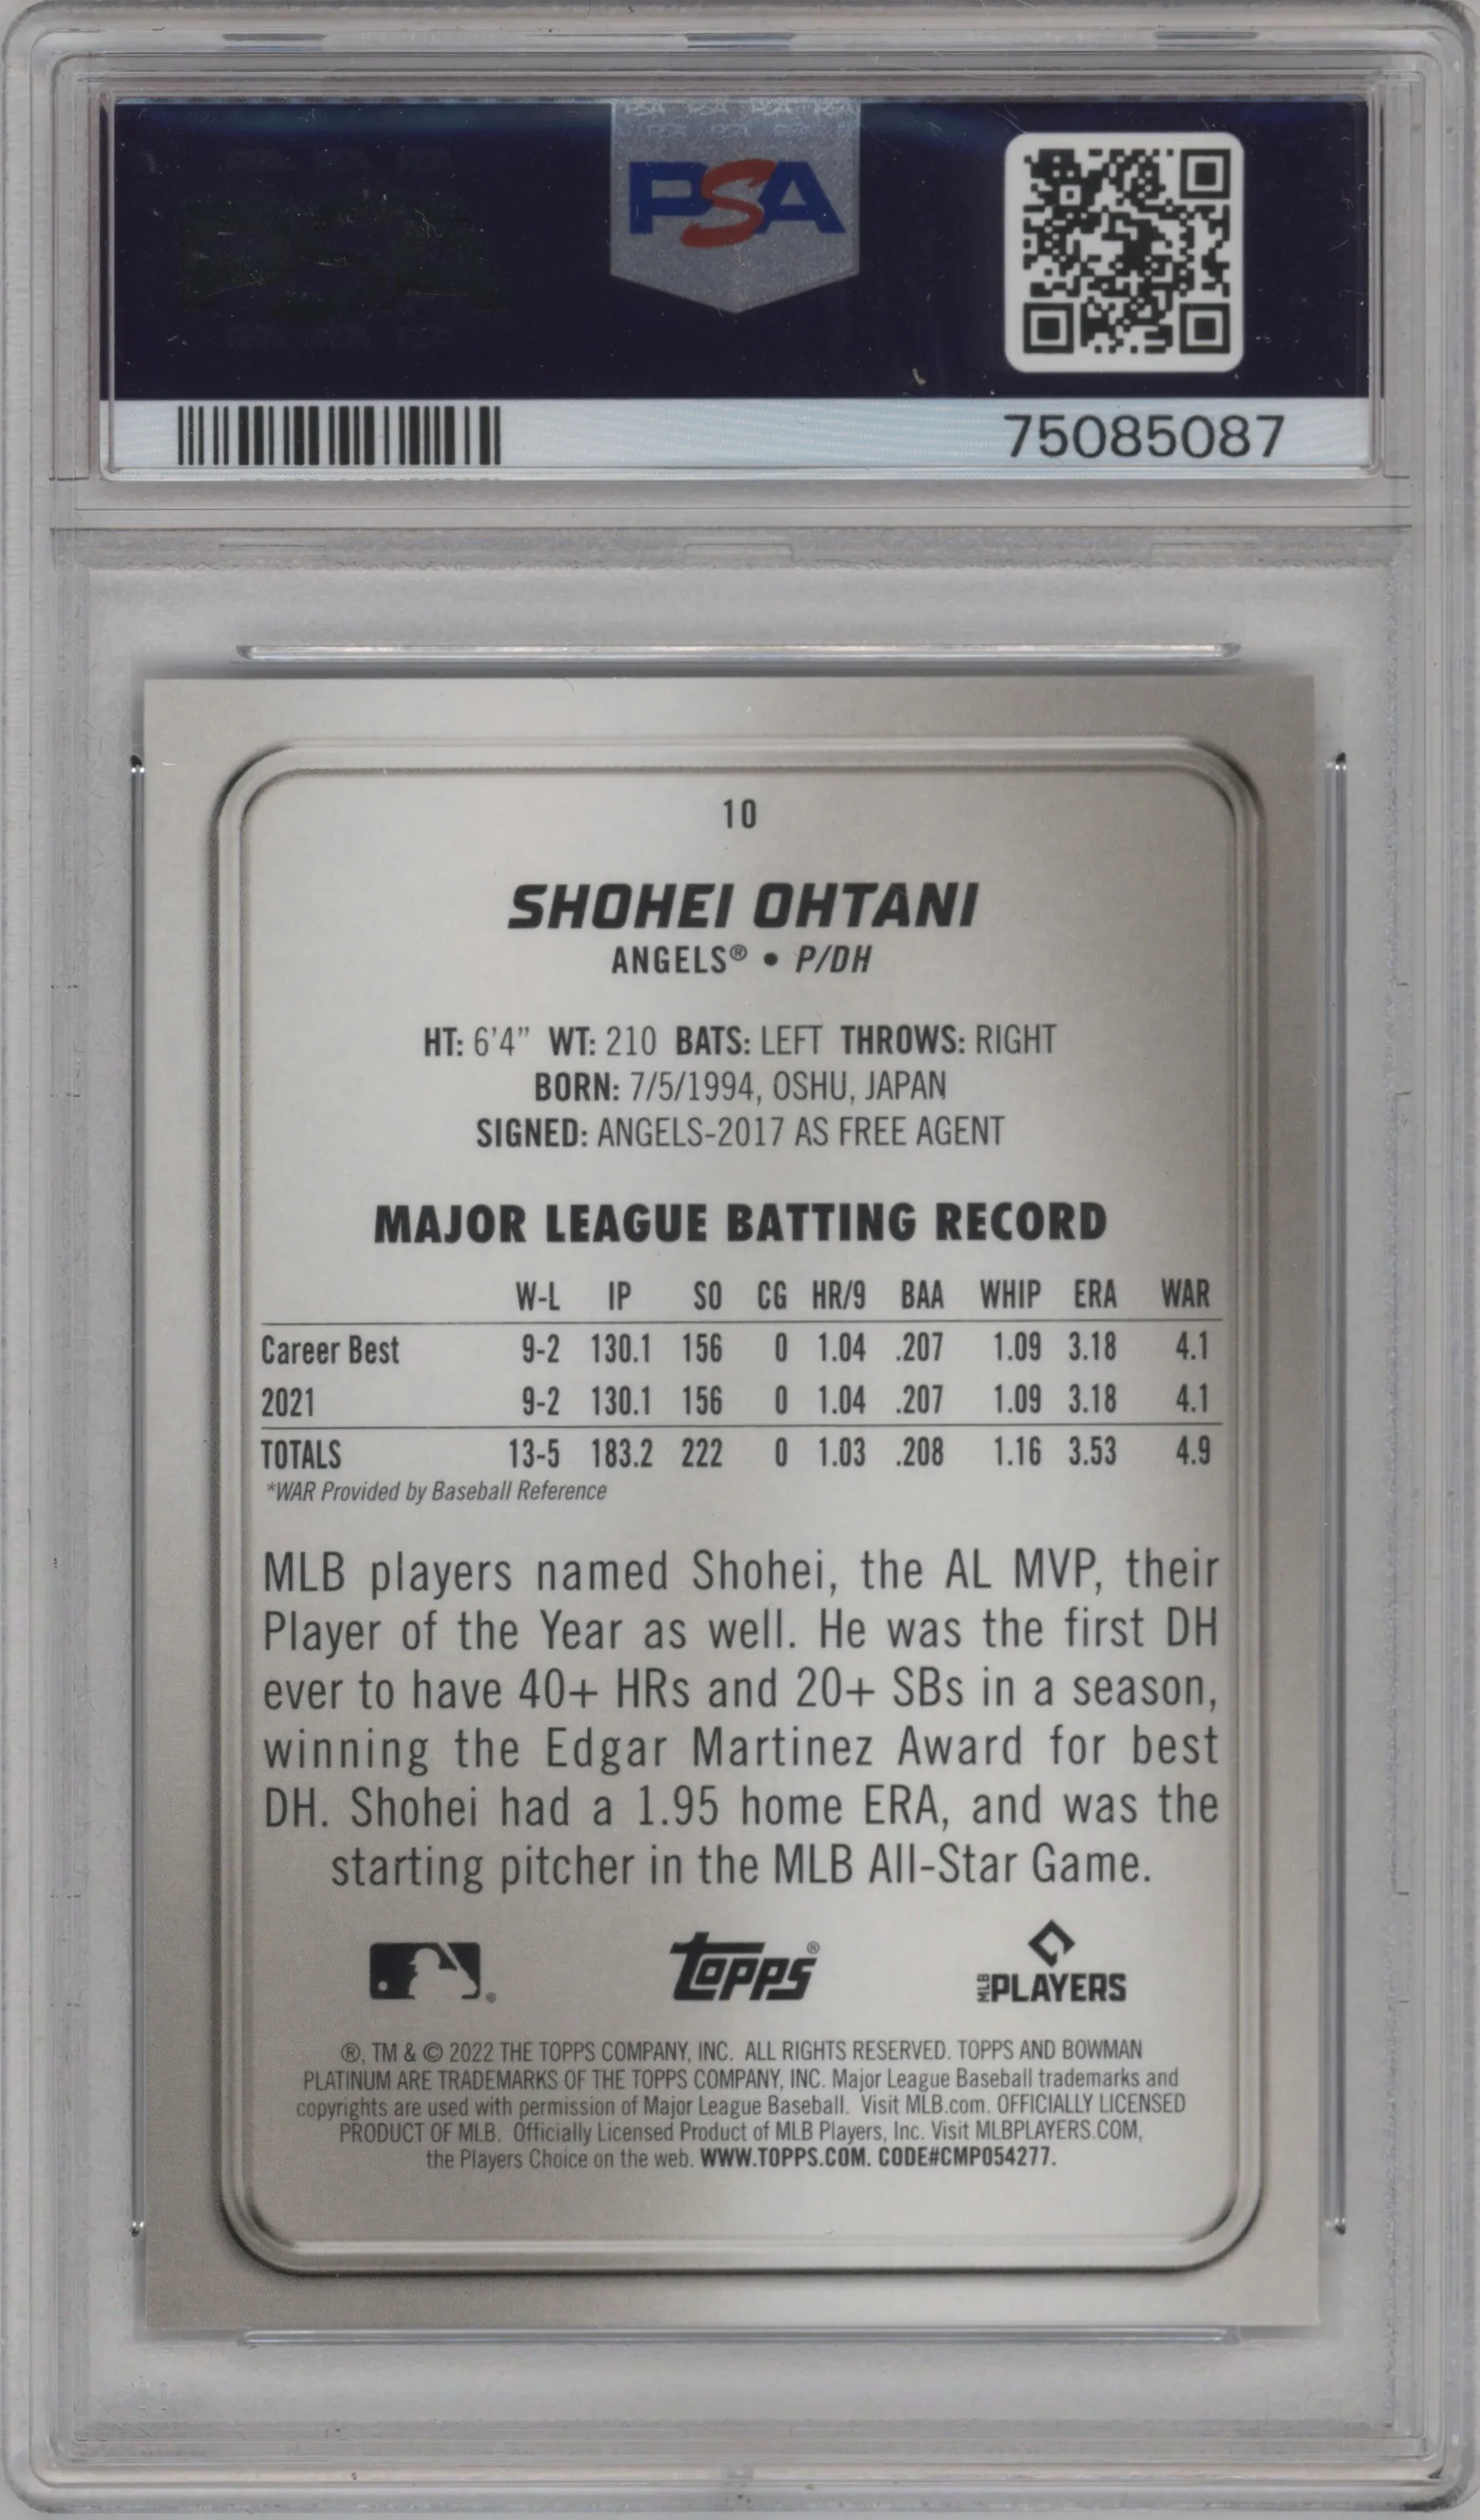 PSA
75085087
10
SHOHEI OHTANI
ANGELS® • P/DH
HT: 6'4" WT: 210 BATS: LEFT THROWS: RIGHT
BORN: 7/5/1994, OSHU, JAPAN
SIGNED: ANGELS-2017 AS FREE AGENT
MAJOR LEAGUE BATTING RECORD
W-L IP SO CG HR/9 BAA WHIP ERA WAR
Career Best 9-2 130.1 156 0 1.04 .207 1.09 3.18 4.1
2021 9-2 130.1 156 0 1.04 .207 1.09 3.18 4.1
TOTALS 13-5 183.2 222 0 1.03 .208 1.16 3.53 4.9
*WAR Provided by Baseball Reference
MLB players named Shohei, the AL MVP, their
Player of the Year as well. He was the first DH
ever to have 40+ HRs and 20+ SBs in a season,
winning the Edgar Martinez Award for best
DH. Shohei had a 1.95 home ERA, and was the
starting pitcher in the MLB All-Star Game.
topps® MLB PLAYERS
®, TM & © 2022 THE TOPPS COMPANY, INC. ALL RIGHTS RESERVED. TOPPS AND BOWMAN
PLATINUM ARE TRADEMARKS OF THE TOPPS COMPANY, INC. Major League Baseball trademarks and
copyrights are used with permission of Major League Baseball. Visit MLB.com. OFFICIALLY LICENSED
PRODUCT OF MLB. Officially Licensed Product of MLB Players, Inc. Visit MLBPLAYERS.COM,
the Players Choice on the web. WWW.TOPPS.COM. CODE#CMP054277.